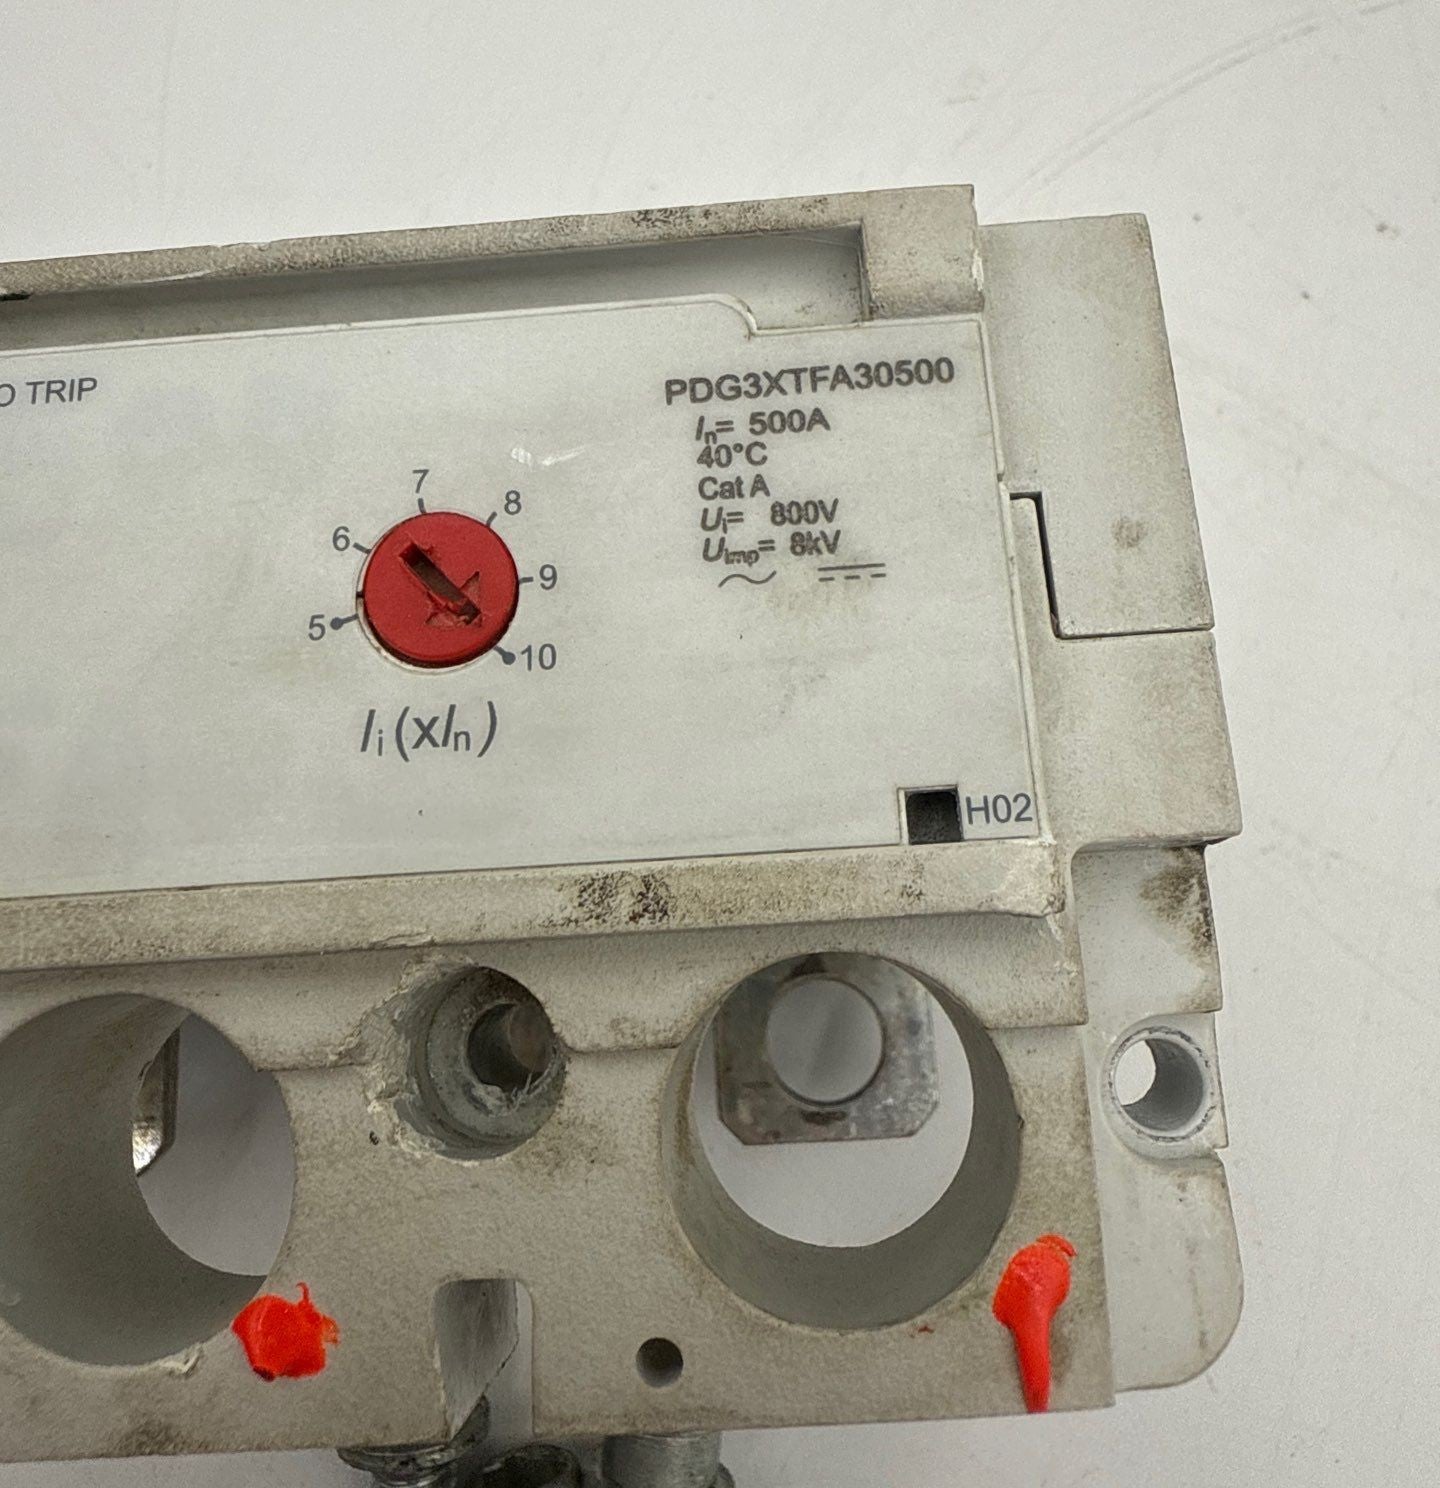 O TRIP
PDG3XTFA30500
In= 500A
40°C
Cat A
Ui= 800V
Uimp= 8kV
7
8
6
9
5
10
Ii (xIn)
H02